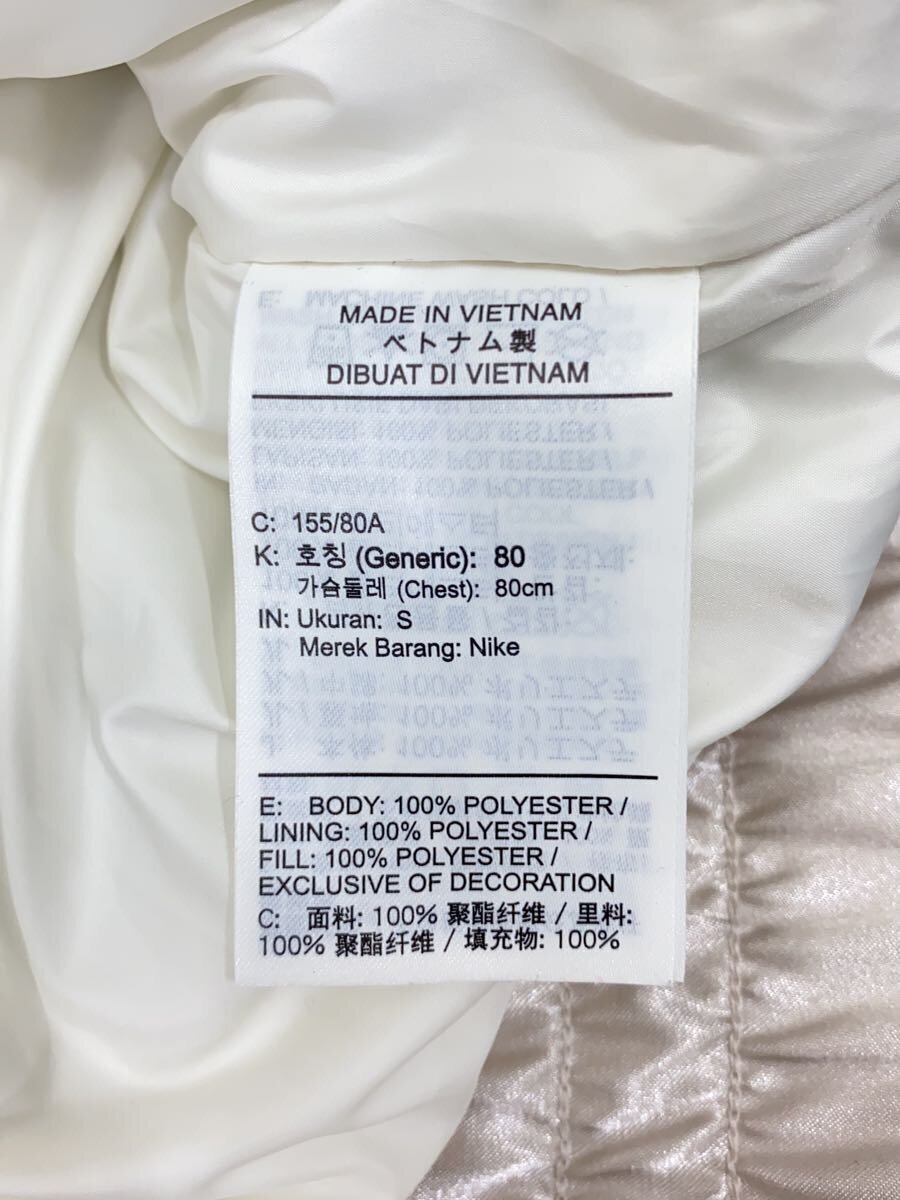 MADE IN VIETNAM
ベトナム製
DIBUAT DI VIETNAM
C: 155/80A
K: 호칭 (Generic): 80
가슴둘레 (Chest): 80cm
IN: Ukuran: S
Merek Barang: Nike
E: BODY: 100% POLYESTER /
LINING: 100% POLYESTER /
FILL: 100% POLYESTER /
EXCLUSIVE OF DECORATION
C: 面料: 100% 聚酯纤维 / 里料:
100% 聚酯纤维 / 填充物: 100%